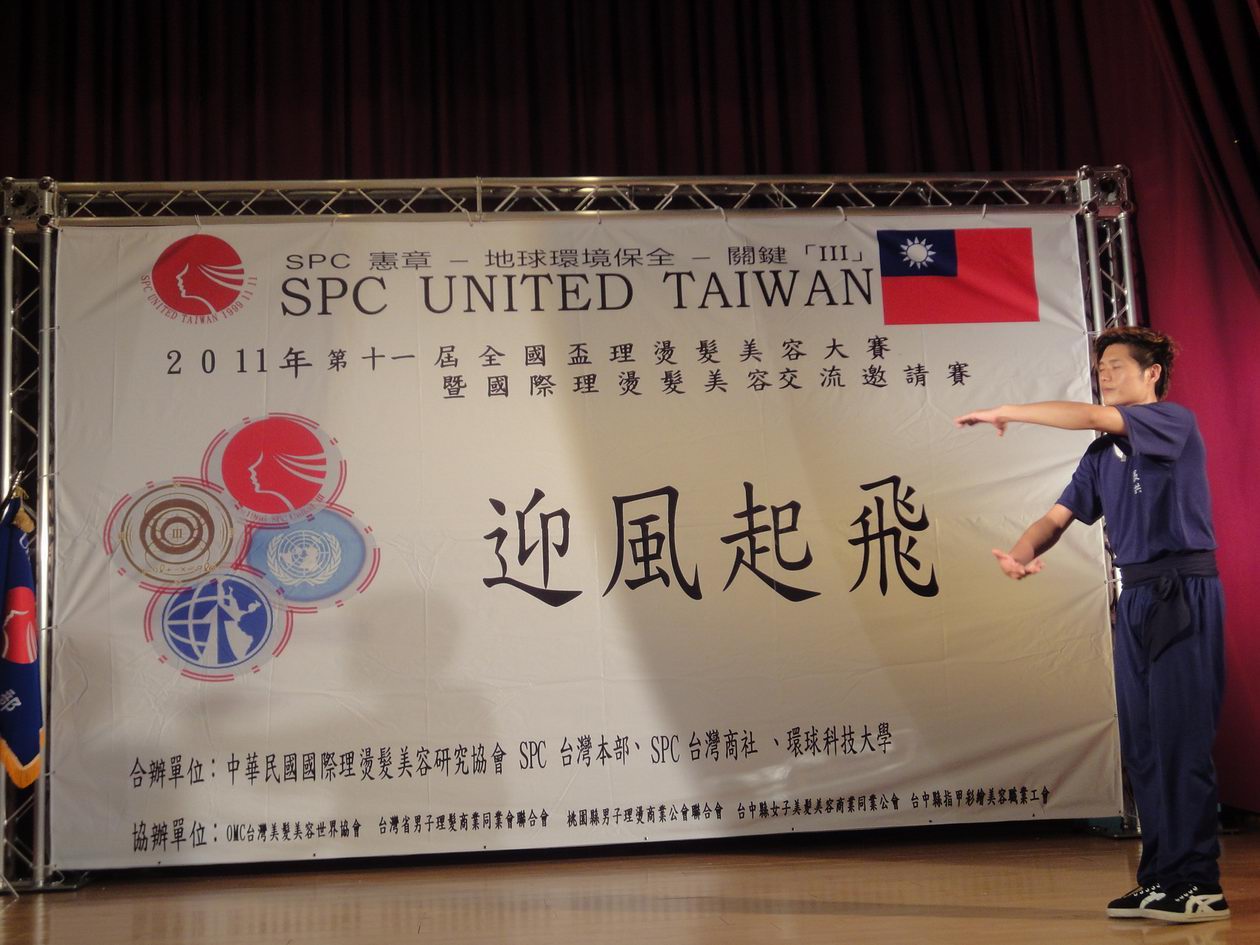 SPC 憲章 – 地球環境保全 – 關鍵「III」
SPC UNITED TAIWAN
SPC UNITED TAIWAN 1999 11 11
2011年第十一屆全國盃理燙髮美容大賽
暨國際理燙髮美容交流邀請賽
III
迎風起飛
合辦單位：中華民國國際理燙髮美容研究協會 SPC 台灣本部、SPC 台灣商社、環球科技大學
協辦單位：OMC台灣美髮美容世界協會 台灣省男子理髮商業同業會聯合會 桃園縣男子理燙商業公會聯合會 台中縣女子美髮美容商業同業公會 台中縣指甲彩繪美容職業工會
部